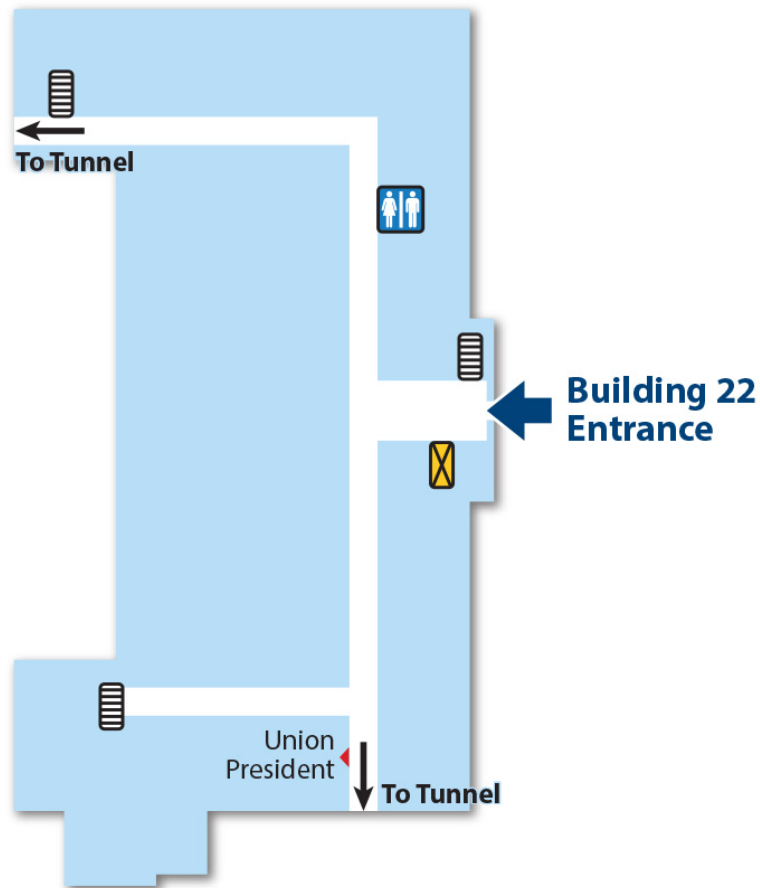 To Tunnel
Building 22
Entrance
Union
President
To Tunnel